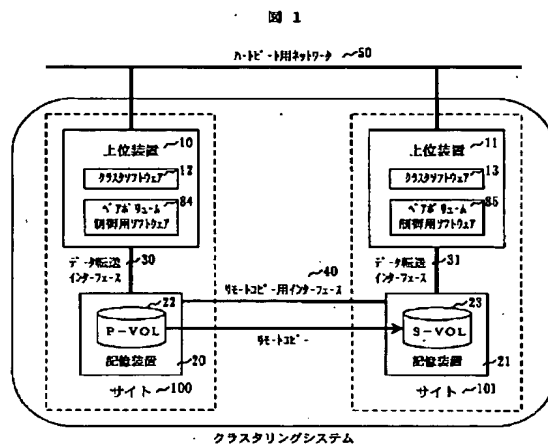 図 1
ハートビート用ネットワーク ～50
上位装置 ～10
クラスタソフトウェア ～12
ペアボリューム
制御用ソフトウェア ～84
データ転送 ～30
インターフェース
上位装置 ～11
クラスタソフトウェア ～13
ペアボリューム
制御用ソフトウェア ～85
データ転送 ～31
インターフェース
～40
リモートコピー用インターフェース
22
P-VOL
記憶装置 20
サイト～100
リモートコピー
23
S-VOL
記憶装置 21
サイト～101
クラスタリングシステム